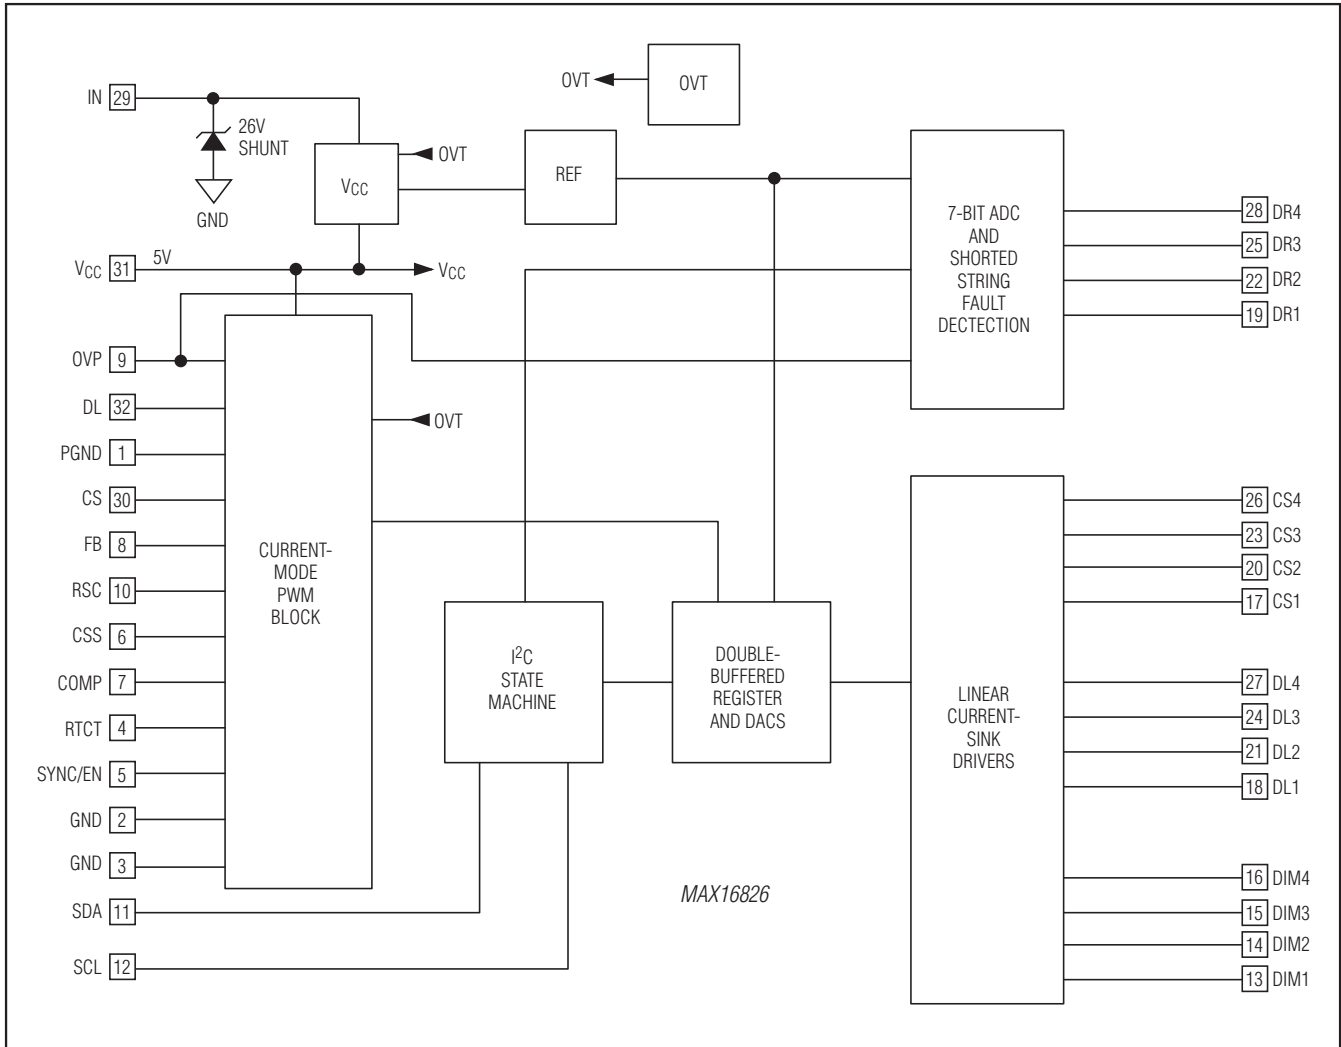 OVT
OVT
IN 29
26V
SHUNT
GND
VCC
OVT
REF
7-BIT ADC
AND
SHORTED
STRING
FAULT
DECTECTION
28 DR4
25 DR3
22 DR2
19 DR1
VCC 31
5V
VCC
OVP 9
DL 32
PGND 1
CS 30
FB 8
RSC 10
CSS 6
COMP 7
RTCT 4
SYNC/EN 5
GND 2
GND 3
SDA 11
SCL 12
OVT
CURRENT-
MODE
PWM
BLOCK
I2C
STATE
MACHINE
DOUBLE-
BUFFERED
REGISTER
AND DACS
LINEAR
CURRENT-
SINK
DRIVERS
26 CS4
23 CS3
20 CS2
17 CS1
27 DL4
24 DL3
21 DL2
18 DL1
16 DIM4
15 DIM3
14 DIM2
13 DIM1
MAX16826